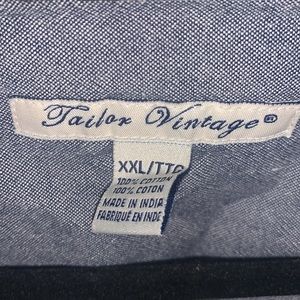 Tailor Vintage®
XXL/TTG
100% COTTON
100% COTON
MADE IN INDIA
FABRIQUÉ EN INDE